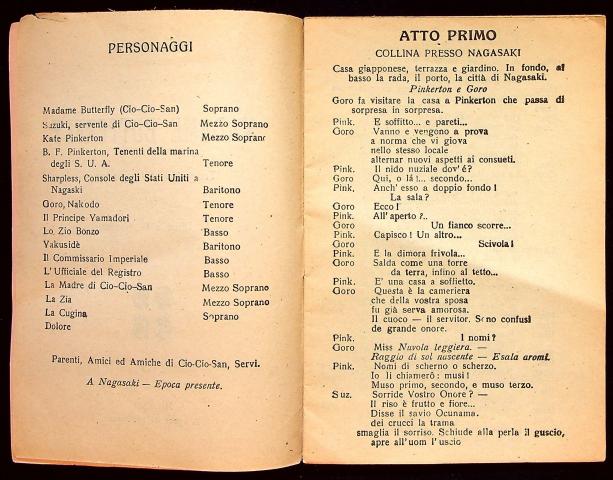 PERSONAGGI
Madame Butterfly (Cio-Cio-San) Soprano
Suzuki, servente di Cio-Cio-San Mezzo Soprano
Kate Pinkerton Mezzo Soprano
B. F. Pinkerton, Tenenti della marina
degli S. U. A. Tenore
Sharpless, Console degli Stati Uniti a
Nagaski Baritono
Goro, Nakodo Tenore
Il Principe Yamadori Tenore
Lo Zio Bonzo Basso
Yakusidè Baritono
Il Commissario Imperiale Basso
L'Ufficiale del Registro Basso
La Madre di Cio-Cio-San Mezzo Soprano
La Zia Mezzo Soprano
La Cugina Soprano
Dolore
Parenti, Amici ed Amiche di Cio-Cio-San, Servi.
A Nagasaki — Epoca presente.
ATTO PRIMO
COLLINA PRESSO NAGASAKI
Casa giapponese, terrazza e giardino. In fondo, al
basso la rada, il porto, la città di Nagasaki.
Pinkerton e Goro
Goro fa visitare la casa a Pinkerton che passa di
sorpresa in sorpresa.
Pink. E soffitto... e pareti...
Goro Vanno e vengono a prova
a norma che vi giova
nello stesso locale
alternar nuovi aspetti ai consueti.
Pink. Il nido nuziale dov'é?
Goro Qui, o lá!... secondo...
Pink. Anch' esso a doppio fondo!
La sala?
Goro Ecco!
Pink. All' aperto?..
Goro Un fianco scorre...
Pink. Capisco! Un altro...
Goro Scivola!
Pink. E la dimora frivola...
Goro Salda come una torre
da terra, infino al tetto...
Pink. E' una casa a soffietto.
Goro Questa è la cameriera
che della vostra sposa
fu già serva amorosa.
Il cuoco — il servitor. Sono confusi
de grande onore.
Pink. I nomi?
Goro Miss Nuvola leggiera. —
Raggio di sol nascente — Esala aromi.
Pink. Nomi di scherno o scherzo.
Io li chiamerô: musi!
Muso primo, secondo, e muso terzo.
Suz. Sorride Vostro Onore? —
Il riso è frutto e fiore...
Disse il savio Ocunama.
dei crucci la trama
smaglia il sorriso. Schiude alla perla il guscio,
apre all'uom l'uscio